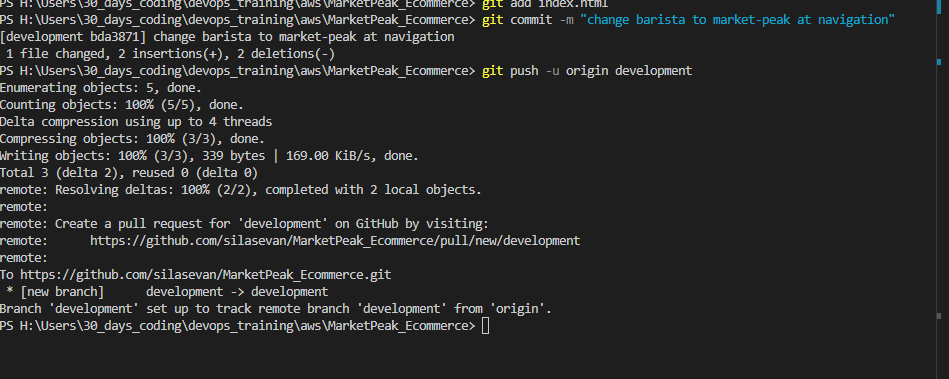 PS H:\Users\30_days_coding\devops_training\aws\MarketPeak_Ecommerce> git add index.html
PS H:\Users\30_days_coding\devops_training\aws\MarketPeak_Ecommerce> git commit -m "change barista to market-peak at navigation"
[development bda3871] change barista to market-peak at navigation
 1 file changed, 2 insertions(+), 2 deletions(-)
PS H:\Users\30_days_coding\devops_training\aws\MarketPeak_Ecommerce> git push -u origin development
Enumerating objects: 5, done.
Counting objects: 100% (5/5), done.
Delta compression using up to 4 threads
Compressing objects: 100% (3/3), done.
Writing objects: 100% (3/3), 339 bytes | 169.00 KiB/s, done.
Total 3 (delta 2), reused 0 (delta 0)
remote: Resolving deltas: 100% (2/2), completed with 2 local objects.
remote:
remote: Create a pull request for 'development' on GitHub by visiting:
remote:      https://github.com/silasevan/MarketPeak_Ecommerce/pull/new/development
remote:
To https://github.com/silasevan/MarketPeak_Ecommerce.git
 * [new branch]      development -> development
Branch 'development' set up to track remote branch 'development' from 'origin'.
PS H:\Users\30_days_coding\devops_training\aws\MarketPeak_Ecommerce>